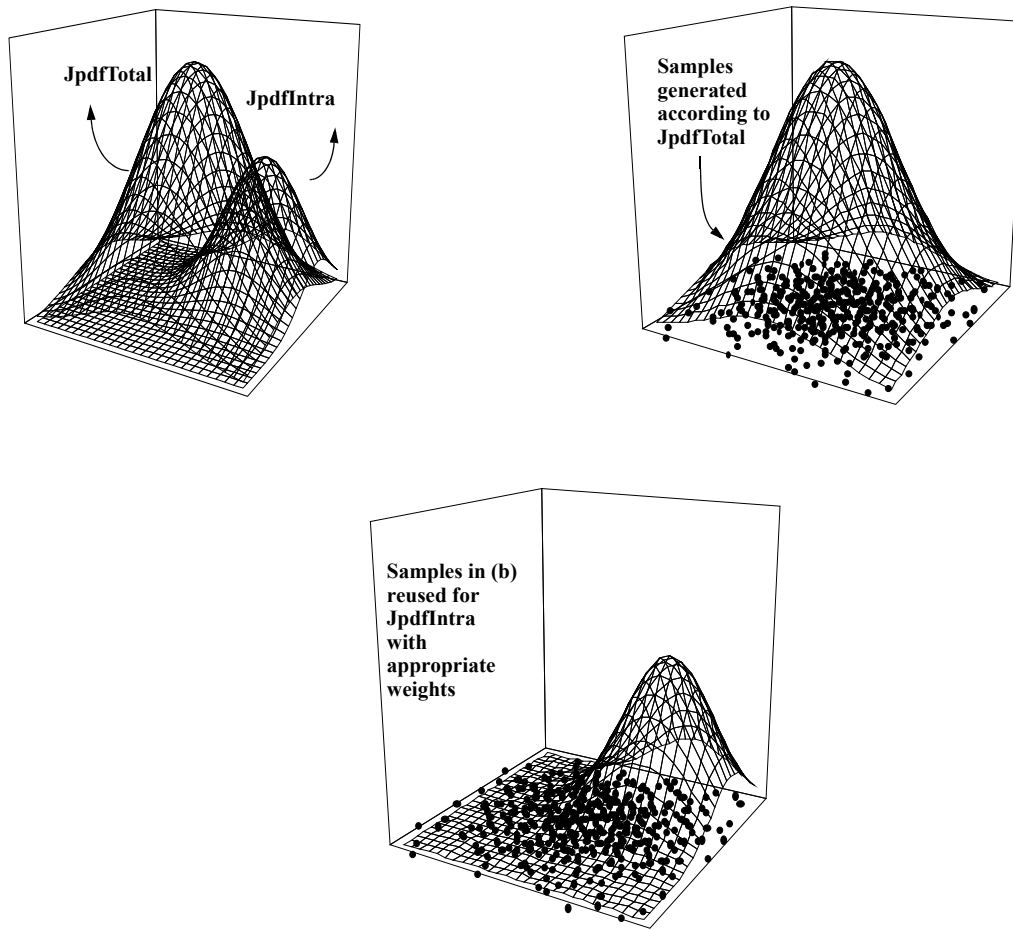 JpdfTotal
JpdfIntra
Samples
generated
according to
JpdfTotal
Samples in (b)
reused for
JpdfIntra
with
appropriate
weights